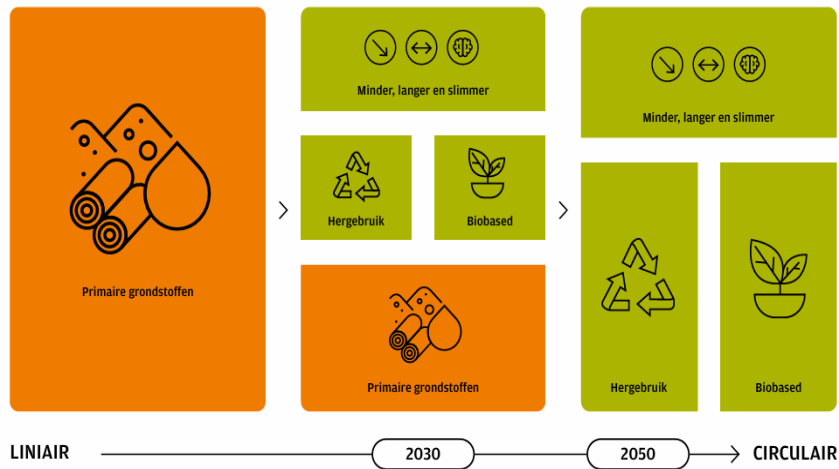 Primaire grondstoffen
Minder, langer en slimmer
Hergebruik
Biobased
Primaire grondstoffen
Minder, langer en slimmer
Hergebruik
Biobased
LINIAIR
2030
2050
CIRCULAIR